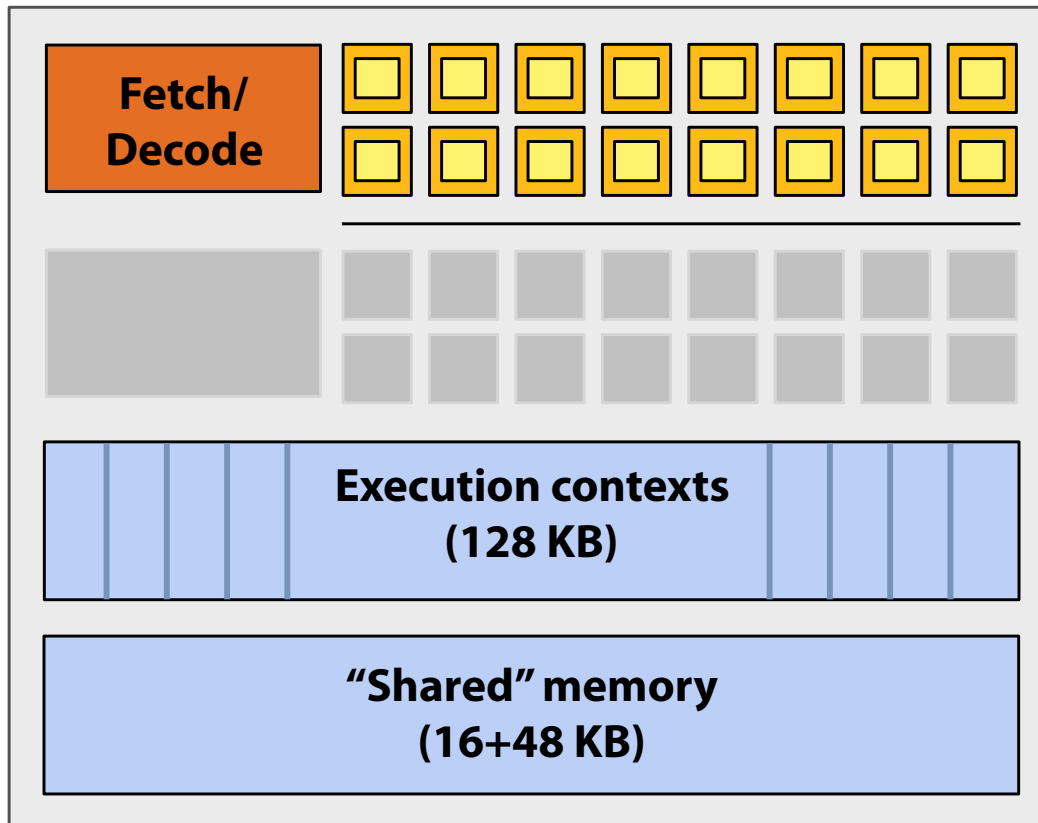 Fetch/
Decode
Execution contexts
(128 KB)
“Shared” memory
(16+48 KB)